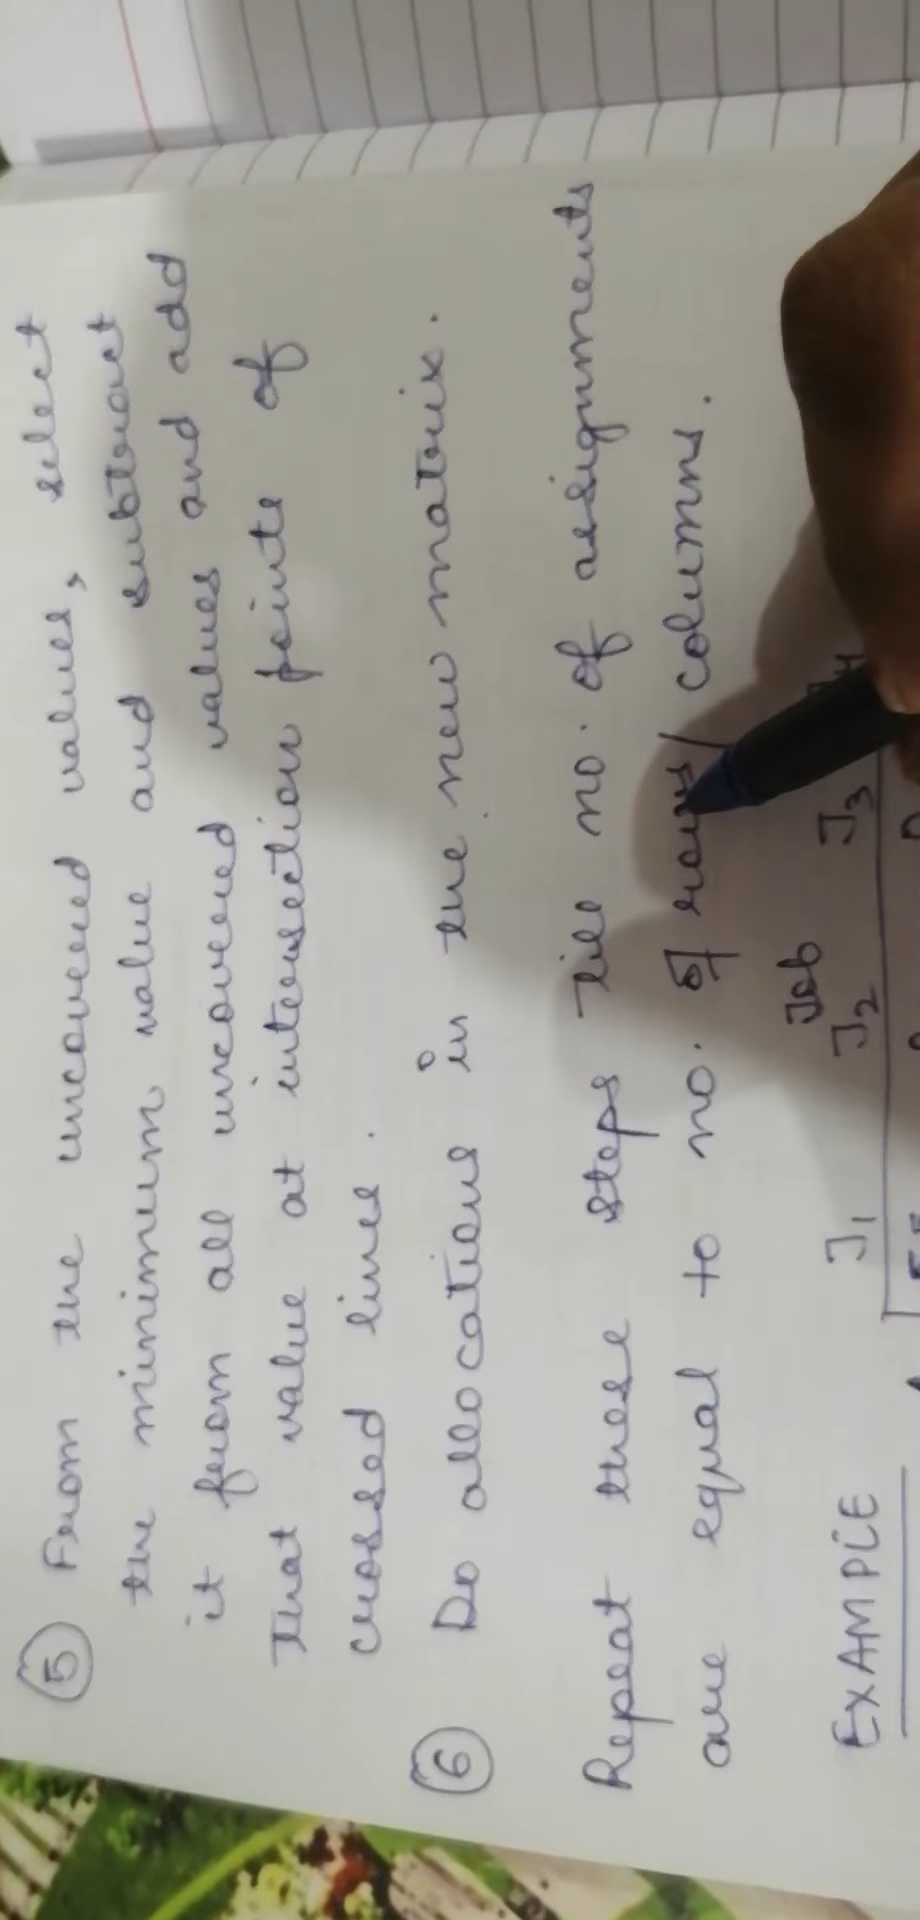 ⑤ From the uncovered values, select
the minimum value and subtract
it from all uncovered values and add
that value at intersection points of
crossed lines.
⑥ Do allocations in the new matrix.
Repeat these steps till no. of assignments
are equal to no. of rows/columns.
Job
EXAMPLE J1 J2 J3